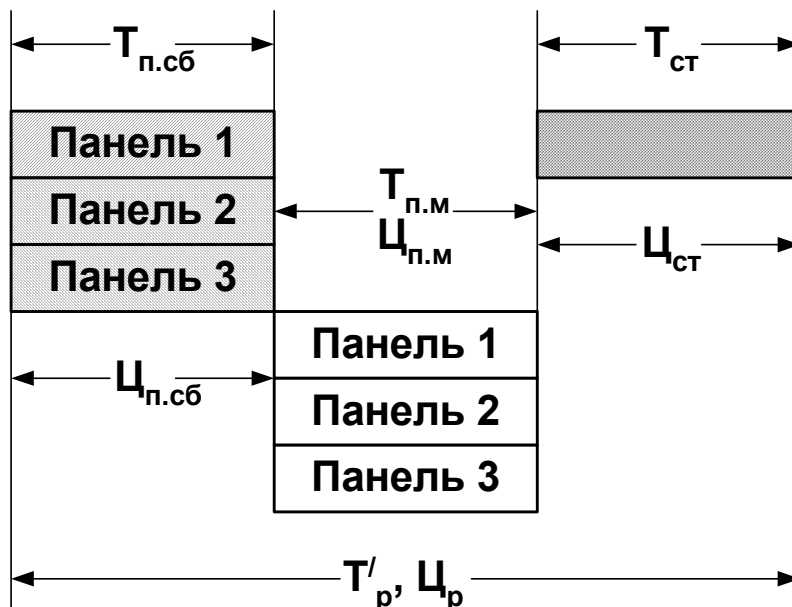 Тп.сб
Тст
Панель 1
Панель 2
Панель 3
Тп.м
Цп.м
Цст
Цп.сб
Панель 1
Панель 2
Панель 3
Т/р, Цр